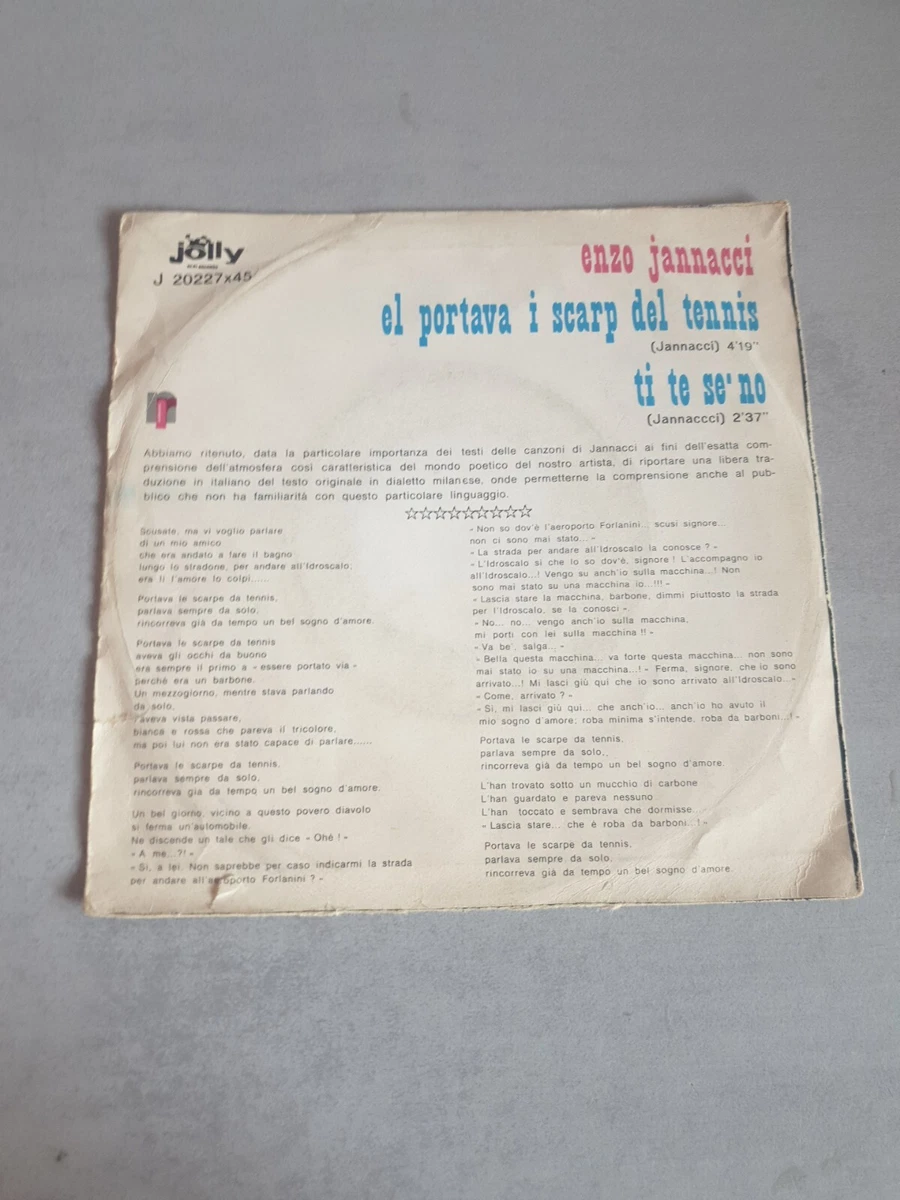 jolly
J 20227x45
enzo jannacci
el portava i scarp del tennis
(Jannacci) 4'19"
ti te se' no
(Jannaccci) 2'37"
Abbiamo ritenuto, data la particolare importanza dei testi delle canzoni di Jannacci ai fini dell'esatta com-
prensione dell'atmosfera così caratteristica del mondo poetico del nostro artista, di riportare una libera tra-
duzione in italiano del testo originale in dialetto milanese, onde permetterne la comprensione anche al pub-
blico che non ha familiarità con questo particolare linguaggio.
☆☆☆☆☆☆☆☆☆
Scusate, ma vi voglio parlare
di un mio amico
che era andato a fare il bagno
lungo lo stradone, per andare all'Idroscalo,
era lì l'amore lo colpì......
Portava le scarpe da tennis,
parlava sempre da solo,
rincorreva già da tempo un bel sogno d'amore.
Portava le scarpe da tennis
aveva gli occhi da buono
era sempre il primo a « essere portato via »
perché era un barbone.
Un mezzogiorno, mentre stava parlando
da solo,
l'aveva vista passare,
bianca e rossa che pareva il tricolore,
ma poi lui non era stato capace di parlare......
Portava le scarpe da tennis,
parlava sempre da solo,
rincorreva già da tempo un bel sogno d'amore.
Un bel giorno, vicino a questo povero diavolo
si ferma un'automobile.
Ne discende un tale che gli dice « Ohé ! »
« A me...?! »
« Sì, a lei. Non saprebbe per caso indicarmi la strada
per andare all'aeroporto Forlanini ? »
« Non so dov'è l'aeroporto Forlanini... scusi signore...
non ci sono mai stato... »
« La strada per andare all'Idroscalo la conosce ? »
« L'Idroscalo sì che lo so dov'è, signore ! L'accompagno io
all'Idroscalo...! Vengo su anch'io sulla macchina...! Non
sono mai stato su una macchina io...!!! »
« Lascia stare la macchina, barbone, dimmi piuttosto la strada
per l'Idroscalo, se la conosci ».
« No... no... vengo anch'io sulla macchina,
mi porti con lei sulla macchina !! »
« Va be', salga... »
« Bella questa macchina... va forte questa macchina... non sono
mai stato io su una macchina...! » Ferma, signore, che io sono
arrivato...! Mi lasci giù qui che io sono arrivato all'Idroscalo...»
« Come, arrivato ? »
« Sì, mi lasci giù qui... che anch'io... anch'io ho avuto il
mio sogno d'amore; roba minima s'intende, roba da barboni...! »
Portava le scarpe da tennis,
parlava sempre da solo,,
rincorreva già da tempo un bel sogno d'amore.
L'han trovato sotto un mucchio di carbone
L'han guardato e pareva nessuno
L'han toccato e sembrava che dormisse...
« Lascia stare... che è roba da barboni...! »
Portava le scarpe da tennis,
parlava sempre da solo,
rincorreva già da tempo un bel sogno d'amore.